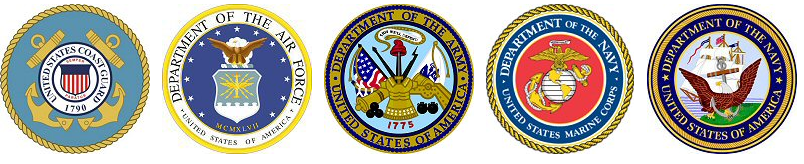 UNITED STATES COAST GUARD
SEMPER
PARATUS
1790
DEPARTMENT OF THE AIR FORCE
MCMXLVII
UNITED STATES OF AMERICA
DEPARTMENT OF THE ARMY
THIS WE'LL DEFEND
1775
UNITED STATES OF AMERICA
DEPARTMENT OF THE NAVY
UNITED STATES MARINE CORPS
DEPARTMENT OF THE NAVY
UNITED STATES OF AMERICA